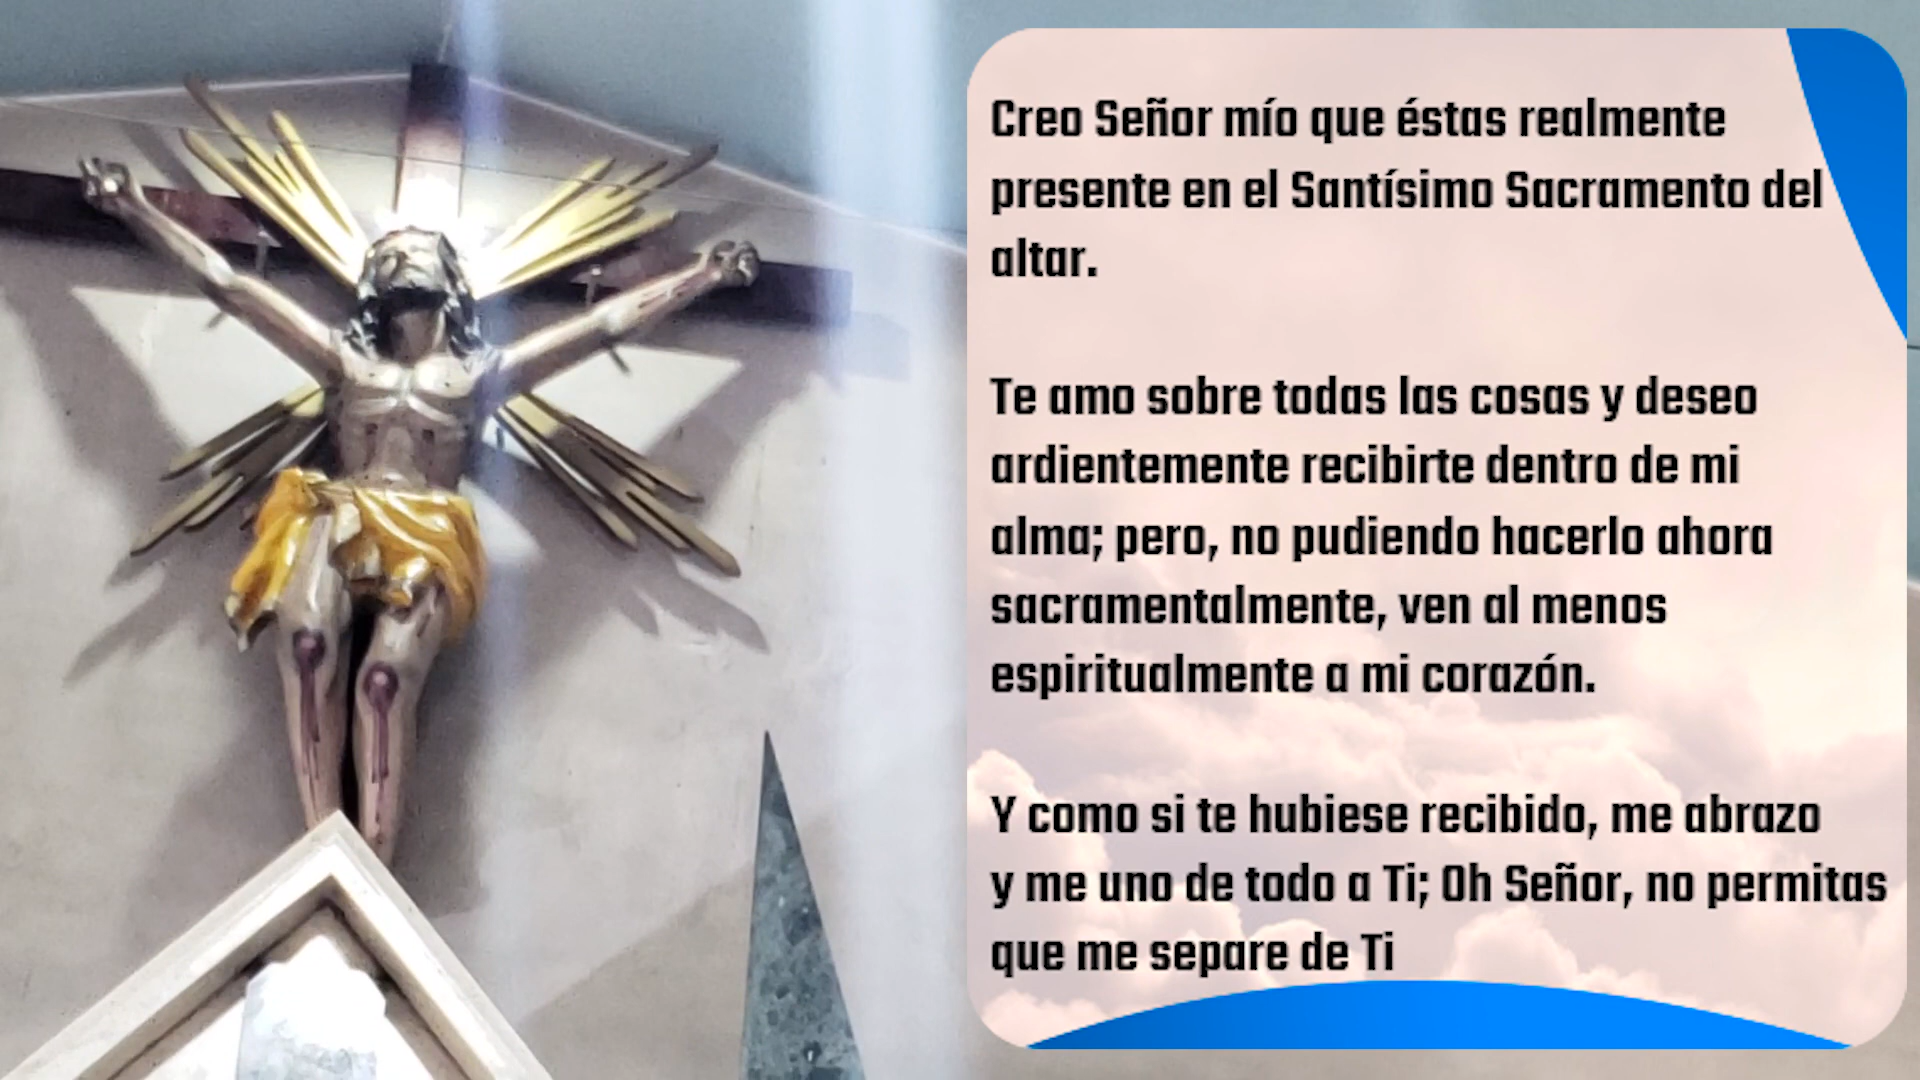 Creo Señor mío que éstas realmente
presente en el Santísimo Sacramento del
altar.
Te amo sobre todas las cosas y deseo
ardientemente recibirte dentro de mi
alma; pero, no pudiendo hacerlo ahora
sacramentalmente, ven al menos
espiritualmente a mi corazón.
Y como si te hubiese recibido, me abrazo
y me uno de todo a Ti; Oh Señor, no permitas
que me separe de Ti